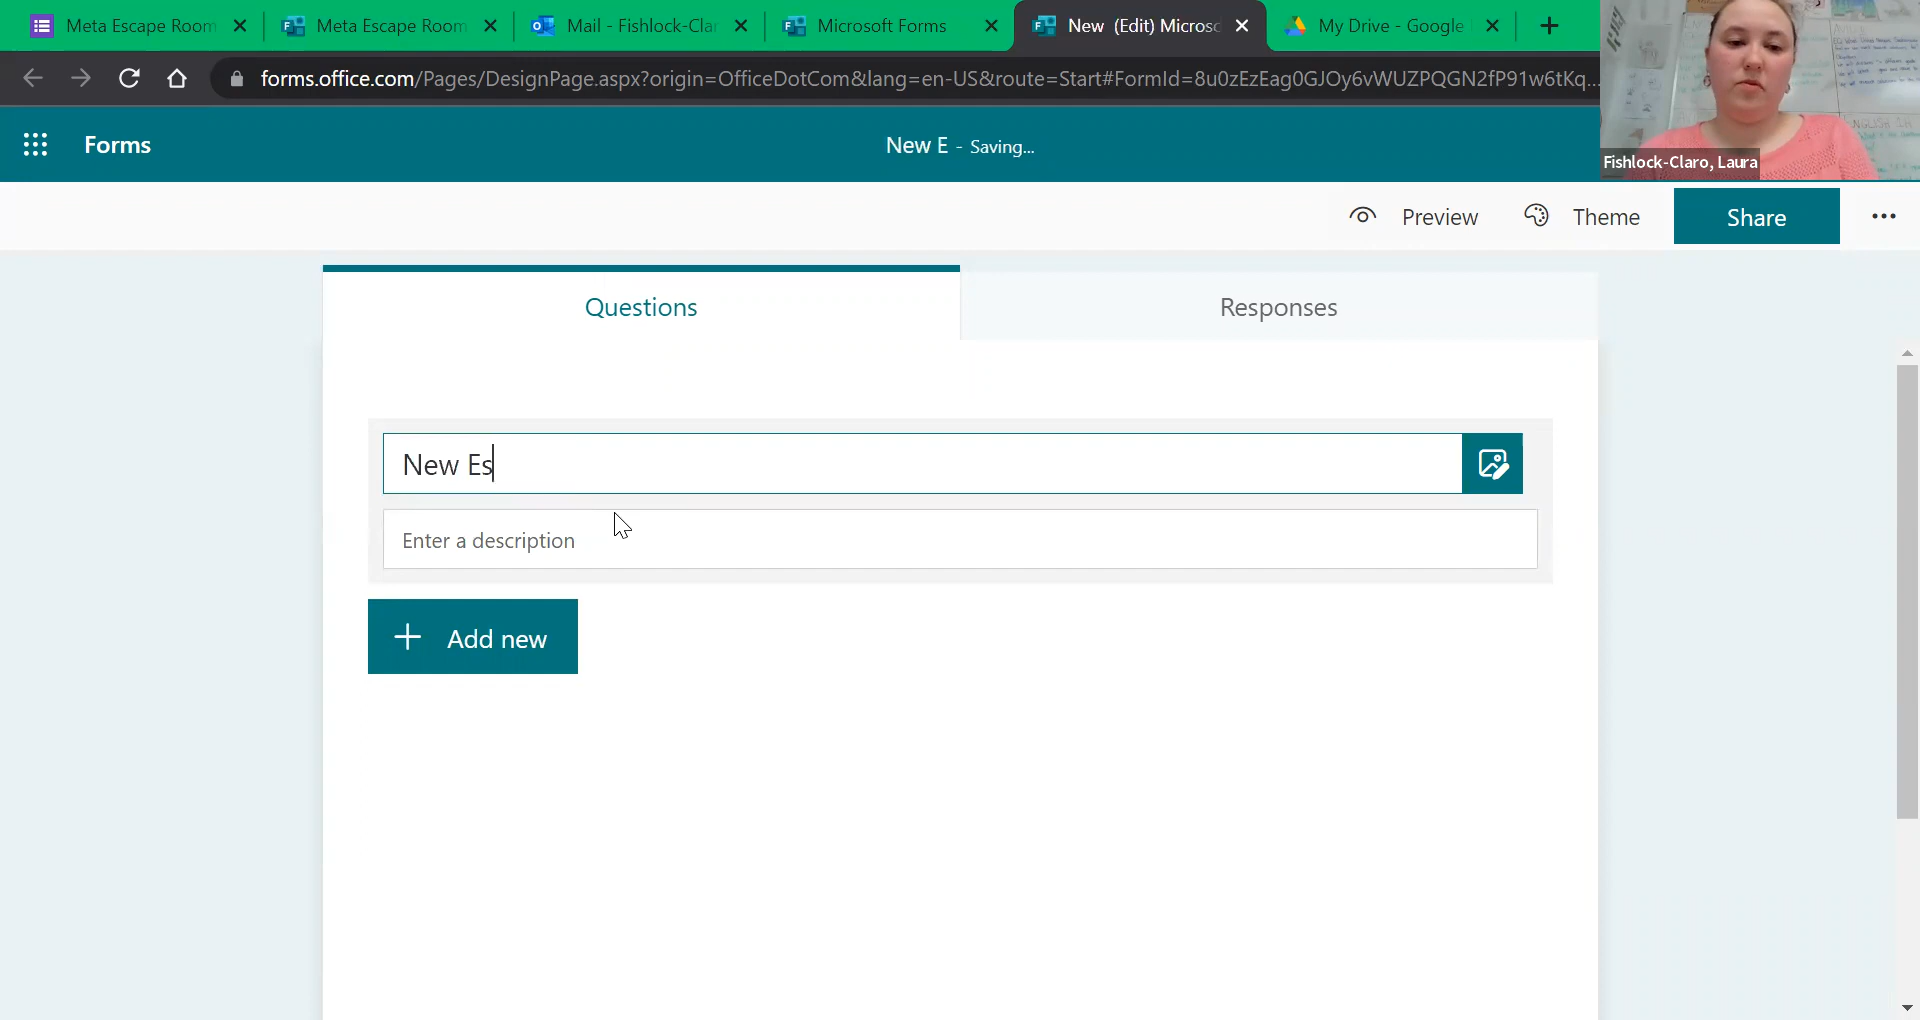 Meta Escape Room
Meta Escape Room
Mail - Fishlock-Clar
Microsoft Forms
New (Edit) Microso
My Drive - Google
forms.office.com/Pages/DesignPage.aspx?origin=OfficeDotCom&lang=en-US&route=Start#FormId=8u0zEzEag0GJOy6vWUZPQGN2fP91w6tKq...
Forms
New E - Saving...
Fishlock-Claro, Laura
Preview
Theme
Share
Questions
Responses
New Es
Enter a description
Add new